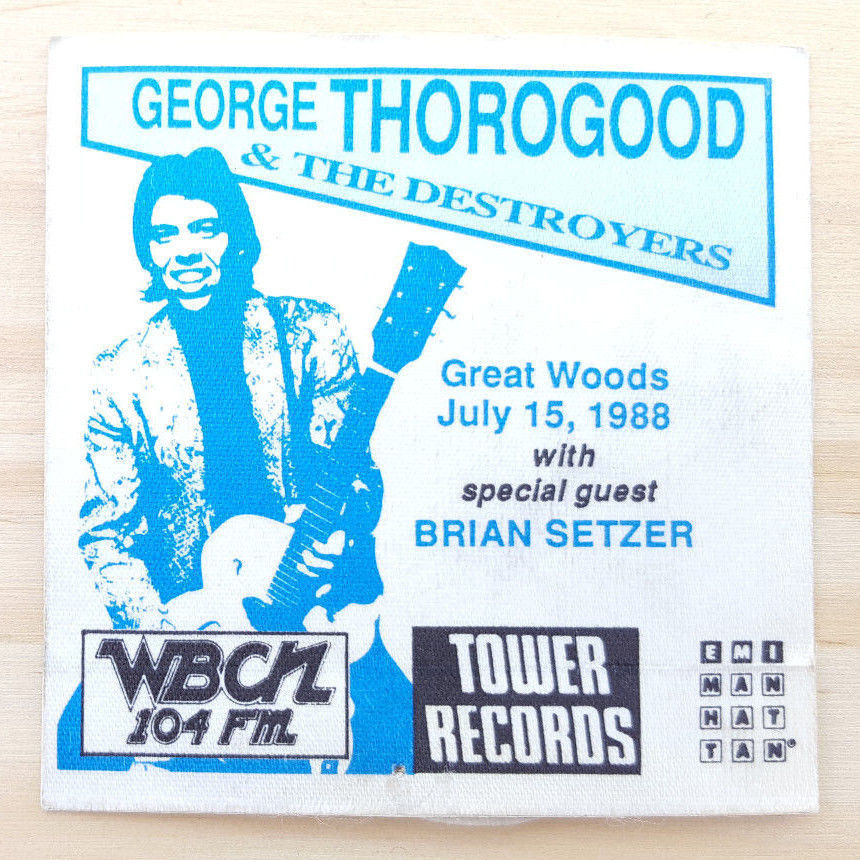 GEORGE THOROGOOD
& THE DESTROYERS
Great Woods
July 15, 1988
with
special guest
BRIAN SETZER
WBCN
104 FM
TOWER
RECORDS
EMI
MAN
HAT
TAN®